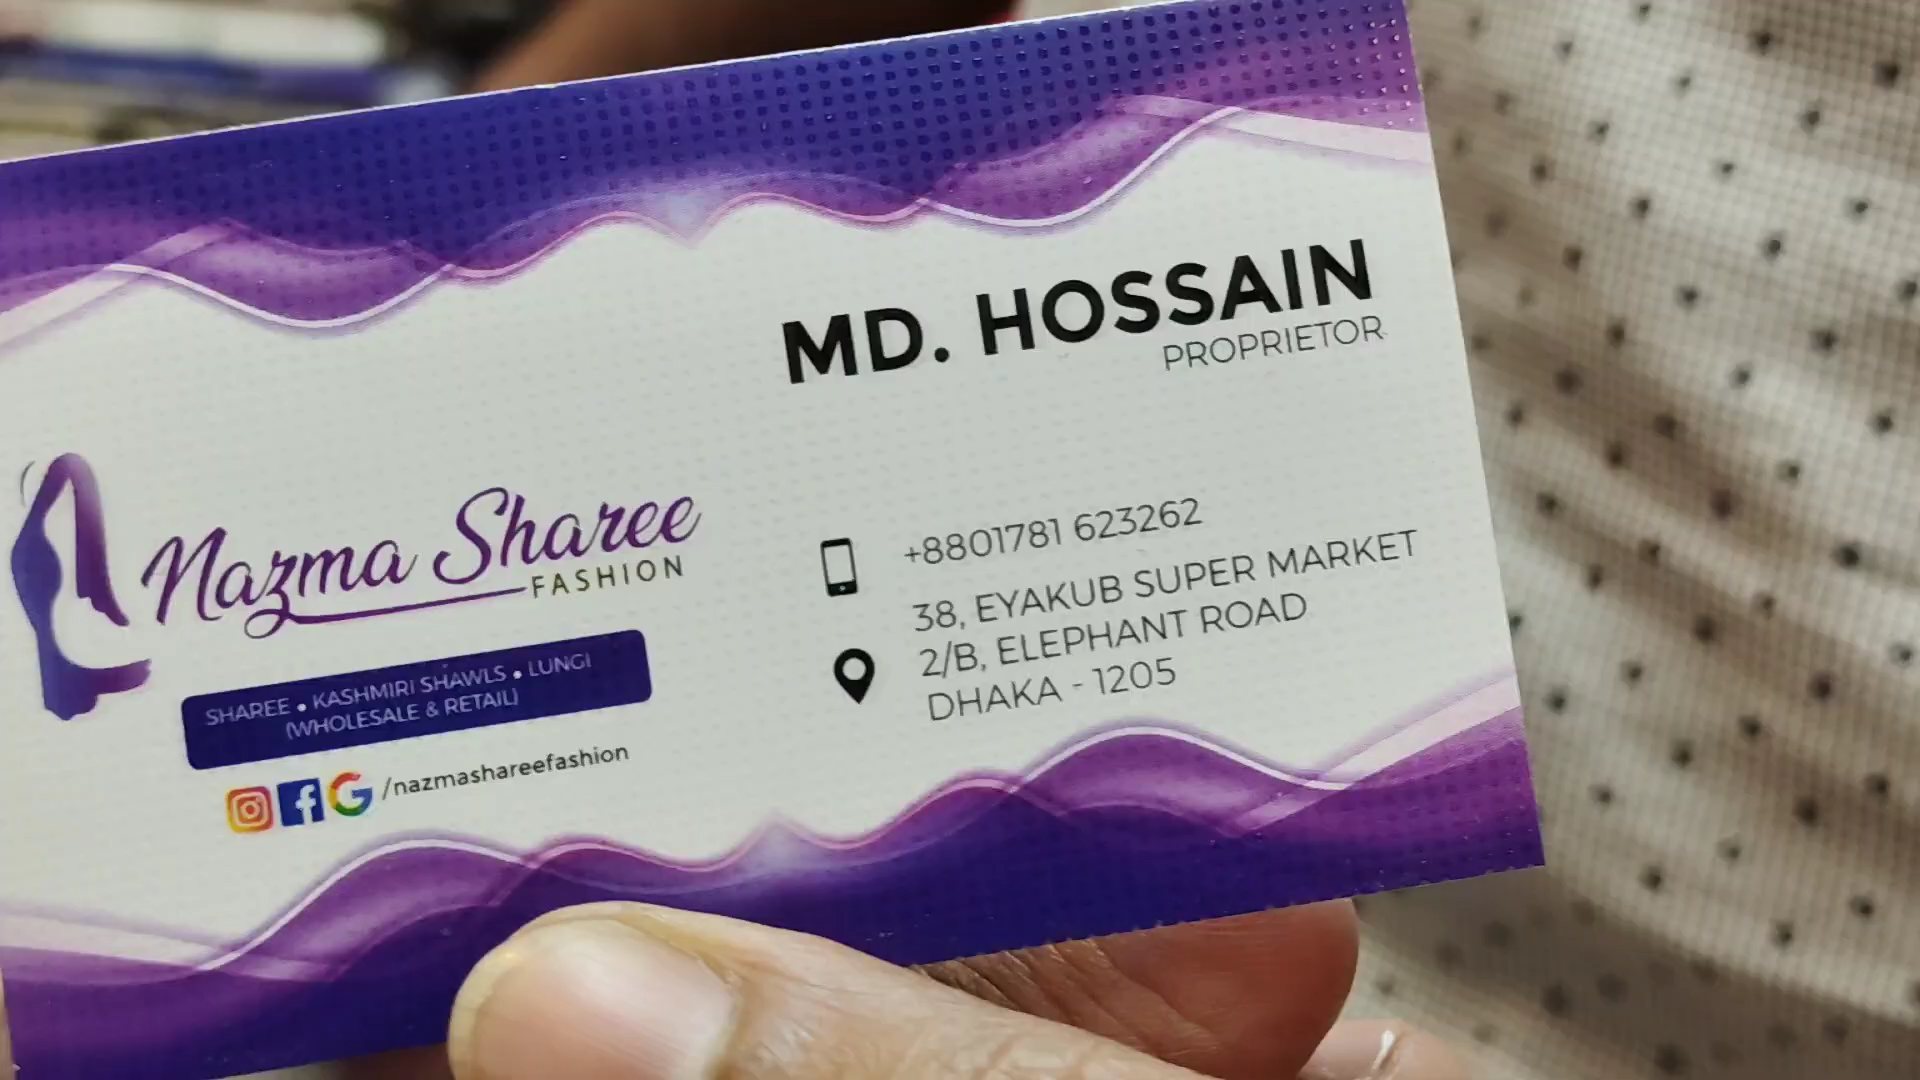 MD. HOSSAIN
PROPRIETOR
Nazma Sharee
FASHION
SHAREE • KASHMIRI SHAWLS • LUNGI
(WHOLESALE & RETAIL)
/nazmashareefashion
+8801781 623262
38, EYAKUB SUPER MARKET
2/B, ELEPHANT ROAD
DHAKA - 1205